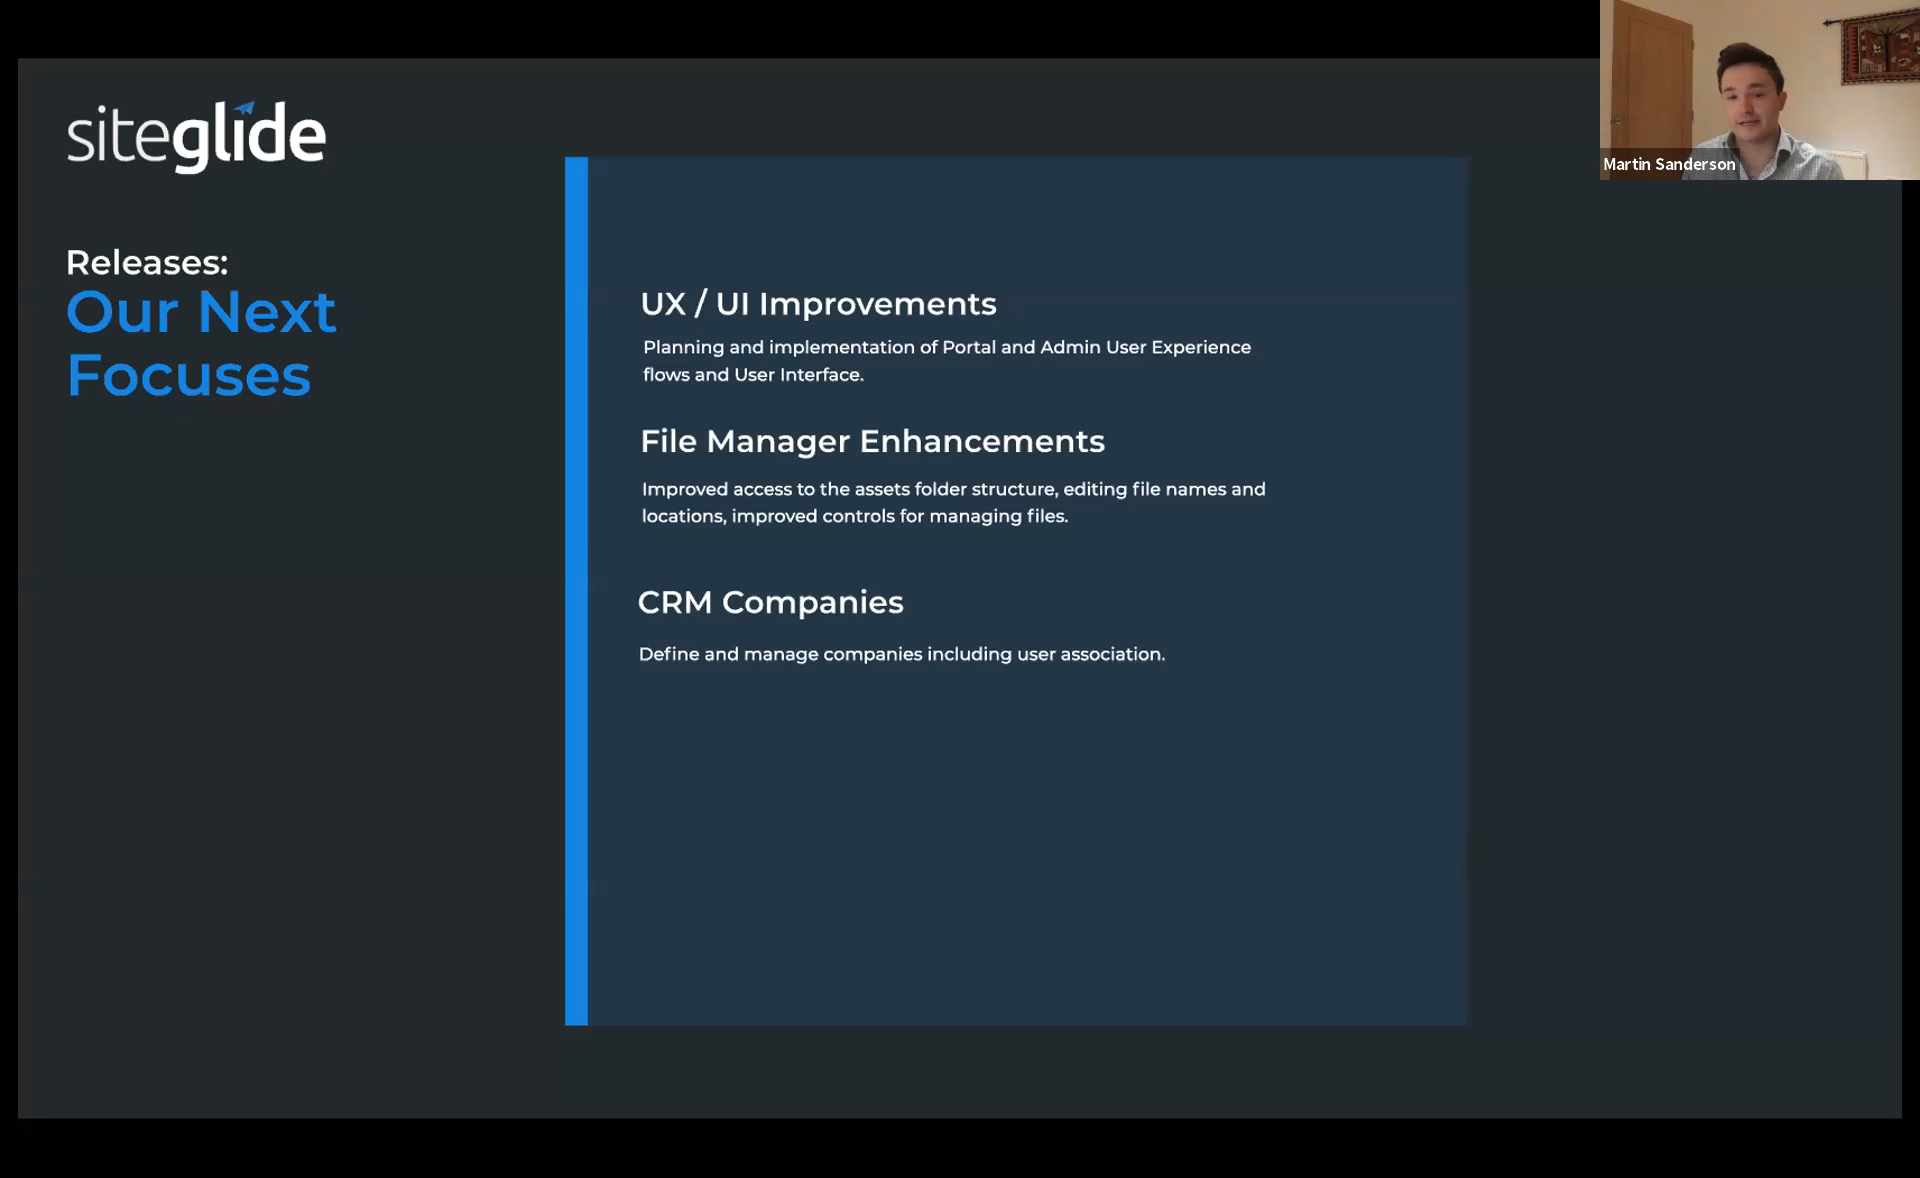 siteglide
Releases:
Our Next
Focuses
UX / UI Improvements
Planning and implementation of Portal and Admin User Experience
flows and User Interface.
File Manager Enhancements
Improved access to the assets folder structure, editing file names and
locations, improved controls for managing files.
CRM Companies
Define and manage companies including user association.
Martin Sanderson